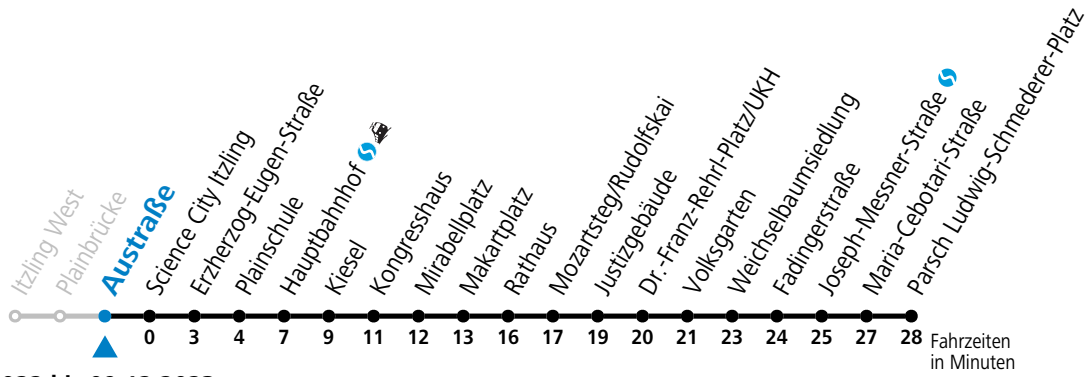 Itzling West
Plainbrücke
Austraße
Science City Itzling
Erzherzog-Eugen-Straße
Plainschule
Hauptbahnhof
Kiesel
Kongresshaus
Mirabellplatz
Makartplatz
Rathaus
Mozartsteg/Rudolfskai
Justizgebäude
Dr.-Franz-Rehrl-Platz/UKH
Volksgarten
Weichselbaumsiedlung
Fadingerstraße
Joseph-Messner-Straße
Maria-Cebotari-Straße
Parsch Ludwig-Schmederer-Platz
0 3 4 7 9 11 12 13 16 17 19 20 21 23 24 25 27 28 Fahrzeiten
in Minuten